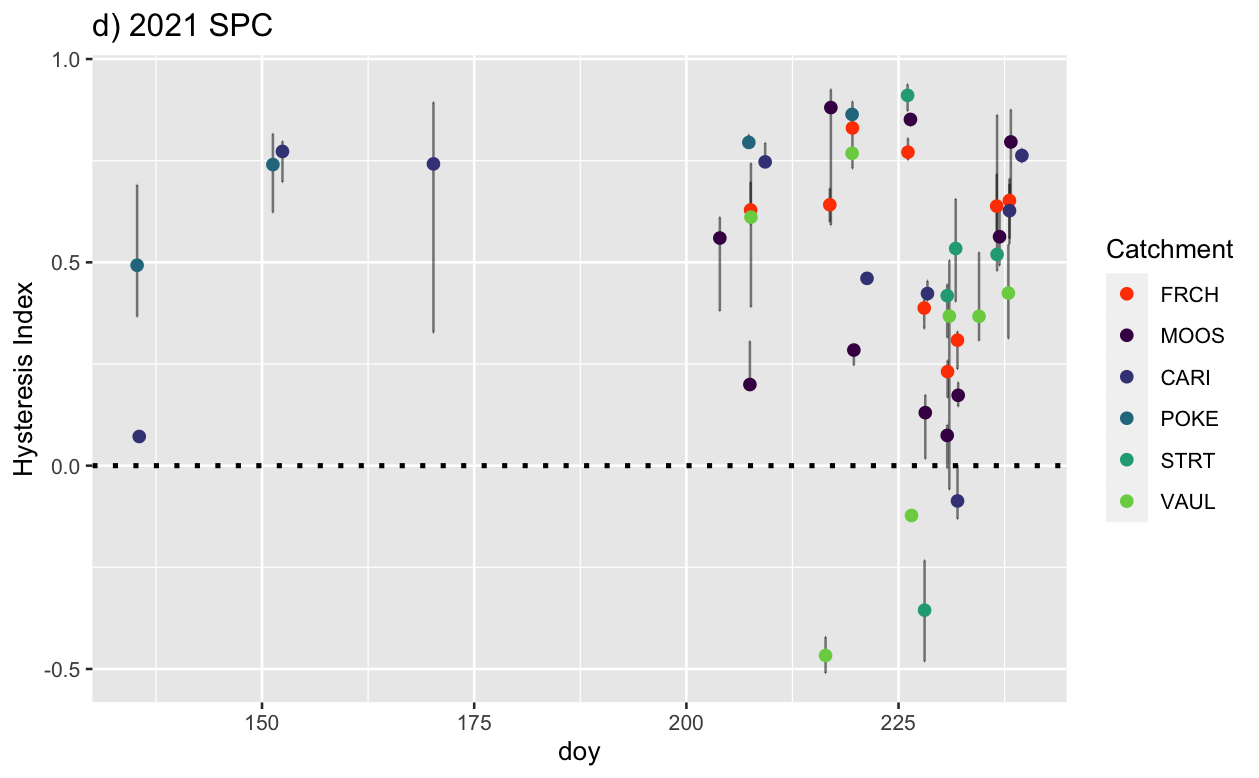 d) 2021 SPC
1.0
0.5
0.0
-0.5
Hysteresis Index
150
175
200
225
doy
Catchment
FRCH
MOOS
CARI
POKE
STRT
VAUL